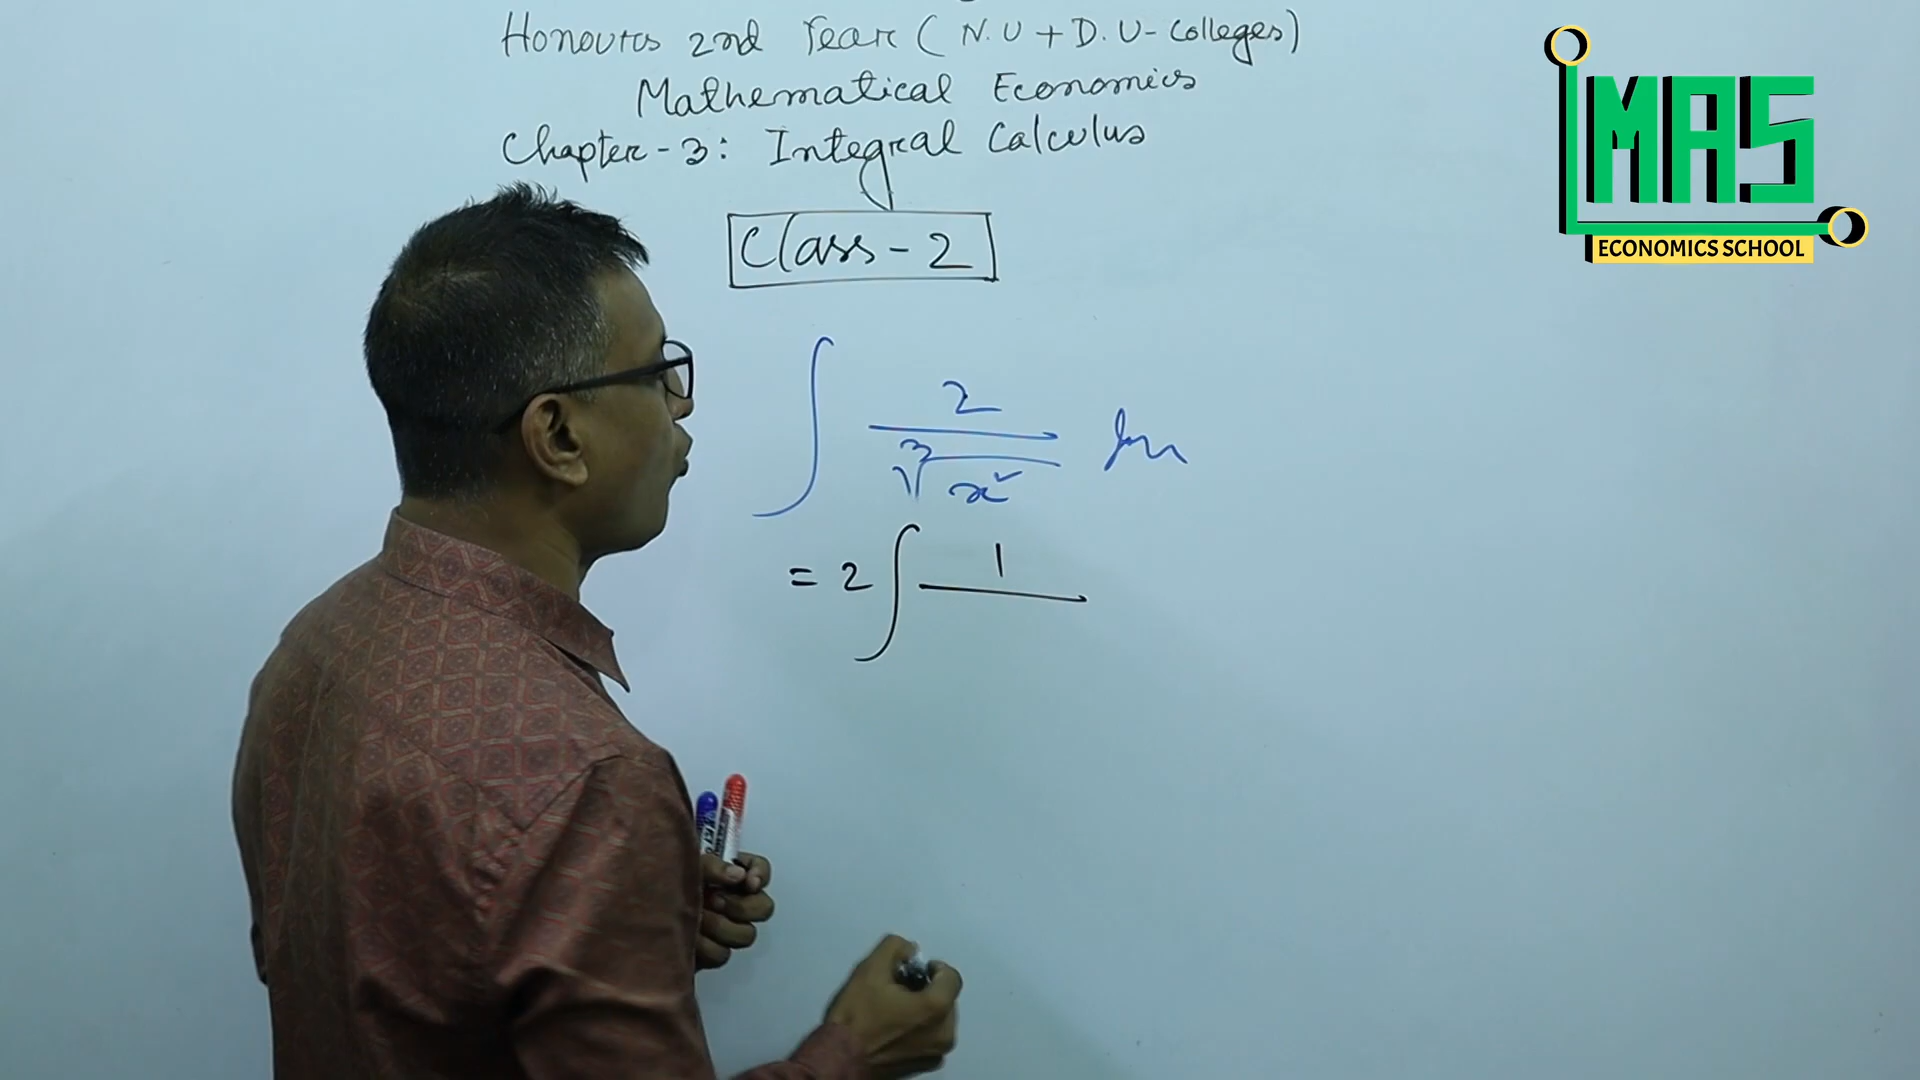 Honours 2nd Year (N.U + D.U - Colleges)
Mathematical Economics
Chapter - 3: Integral Calculus
Class - 2
∫ 2/∛x² dx
= 2 ∫ 1
MAS
ECONOMICS SCHOOL